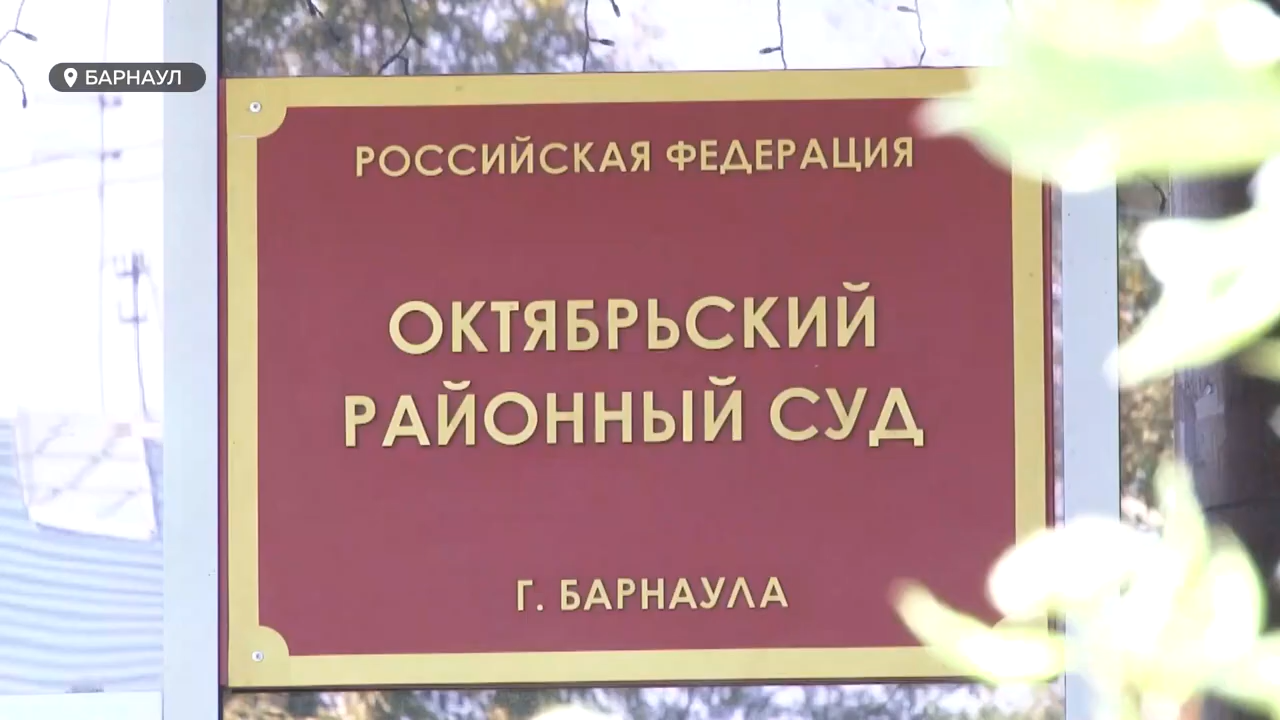 БАРНАУЛ
РОССИЙСКАЯ ФЕДЕРАЦИЯ
ОКТЯБРЬСКИЙ
РАЙОННЫЙ СУД
Г. БАРНАУЛА